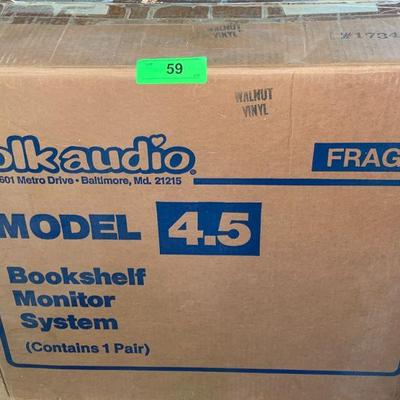 59
WALNUT
VINYL
#1734
olk audio
601 Metro Drive • Baltimore, Md. 21215
FRAG
MODEL 4.5
Bookshelf
Monitor
System
(Contains 1 Pair)